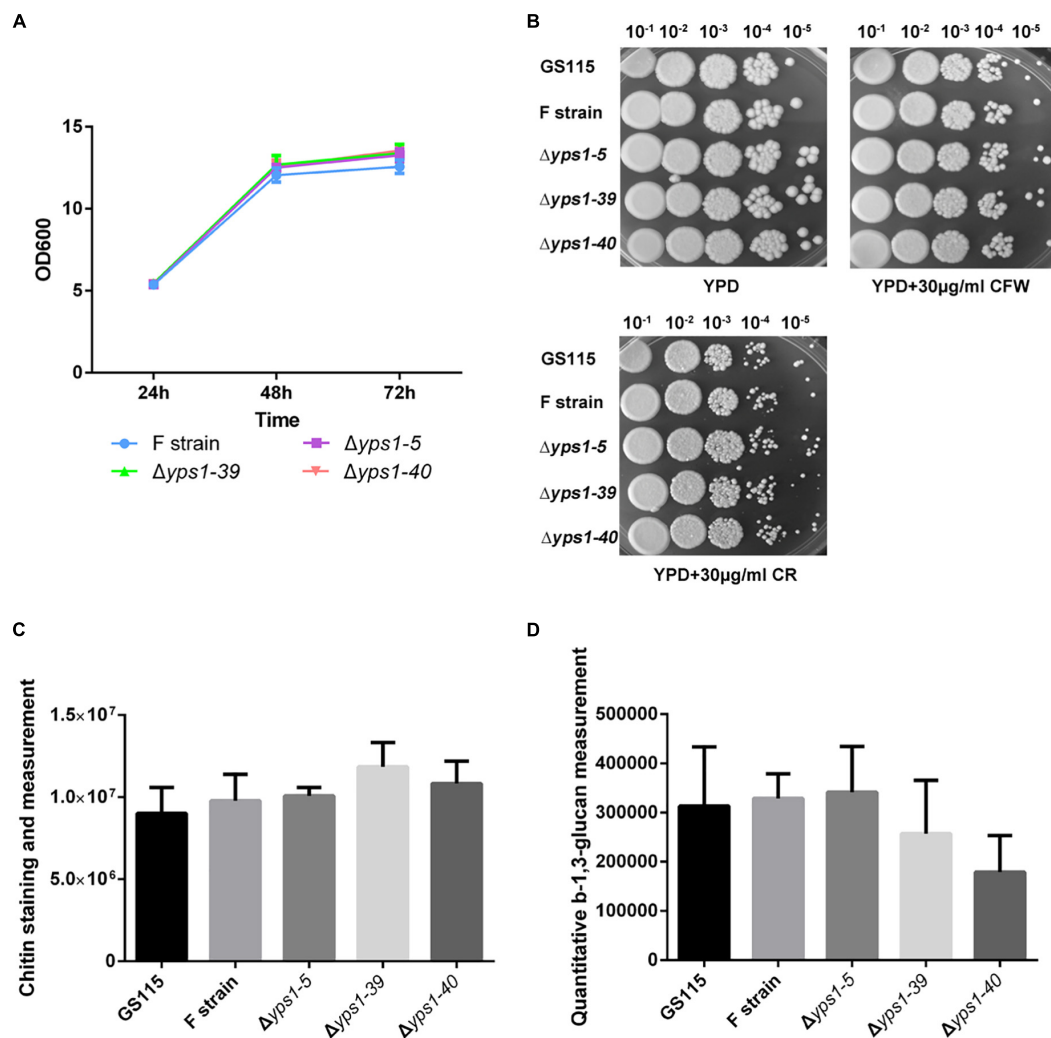 A
OD600
15
10
5
0
24h 48h 72h
Time
F strain Δyps1-5
Δyps1-39 Δyps1-40
B
10-1 10-2 10-3 10-4 10-5
GS115
F strain
Δyps1-5
Δyps1-39
Δyps1-40
YPD
10-1 10-2 10-3 10-4 10-5
YPD+30μg/ml CFW
10-1 10-2 10-3 10-4 10-5
GS115
F strain
Δyps1-5
Δyps1-39
Δyps1-40
YPD+30μg/ml CR
C
Chitin staining and measurement
1.5×10⁷
1.0×10⁷
5.0×10⁶
0
GS115 F strain Δyps1-5 Δyps1-39 Δyps1-40
D
Quantitative b-1,3-glucan measurement
500000
400000
300000
200000
100000
0
GS115 F strain Δyps1-5 Δyps1-39 Δyps1-40